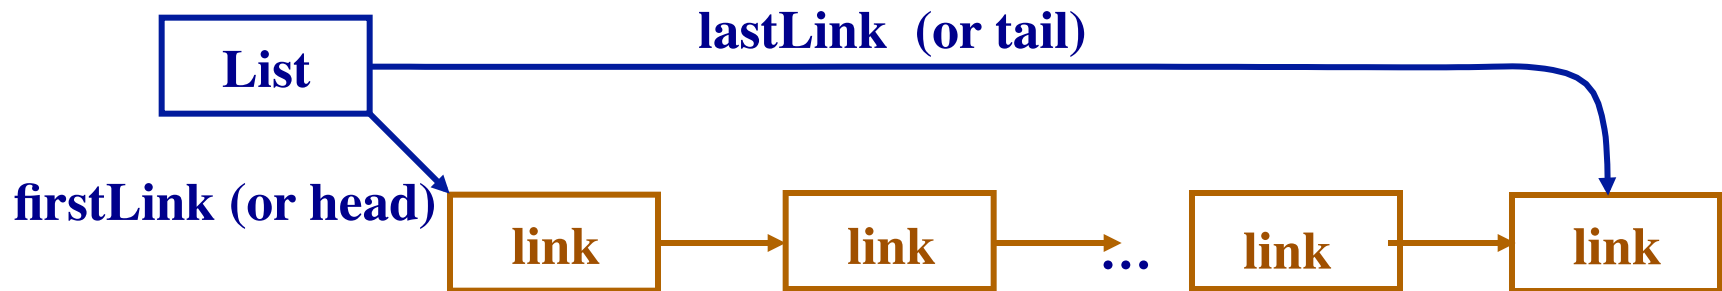 lastLink (or tail)
List
firstLink (or head)
link
link
...
link
link